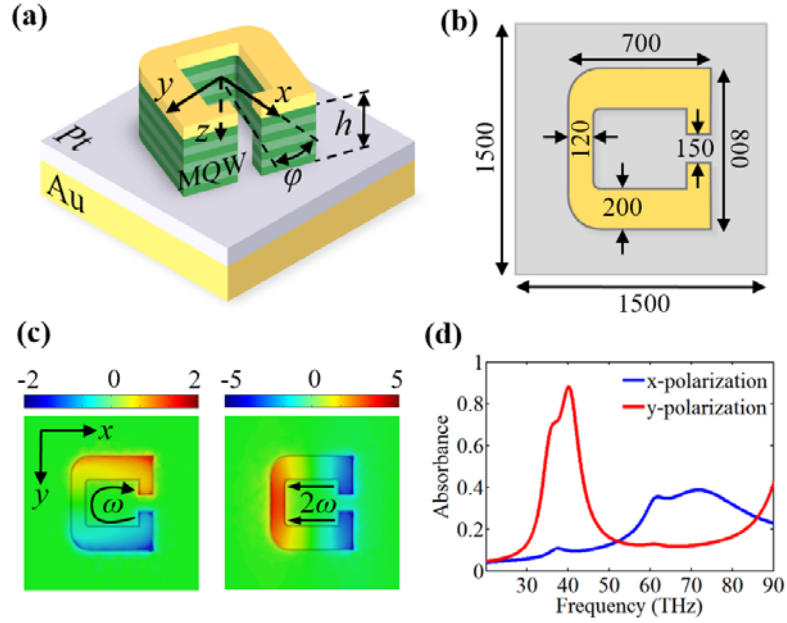 (a)
y
x
z
h
MQW
φ
Pt
Au
(b)
700
1500
120
150
800
200
1500
(c)
-2 0 2
-5 0 5
x
y
ω
2ω
(d)
Absorbance
1
0.8
0.6
0.4
0.2
0
x-polarization
y-polarization
30 40 50 60 70 80 90
Frequency (THz)